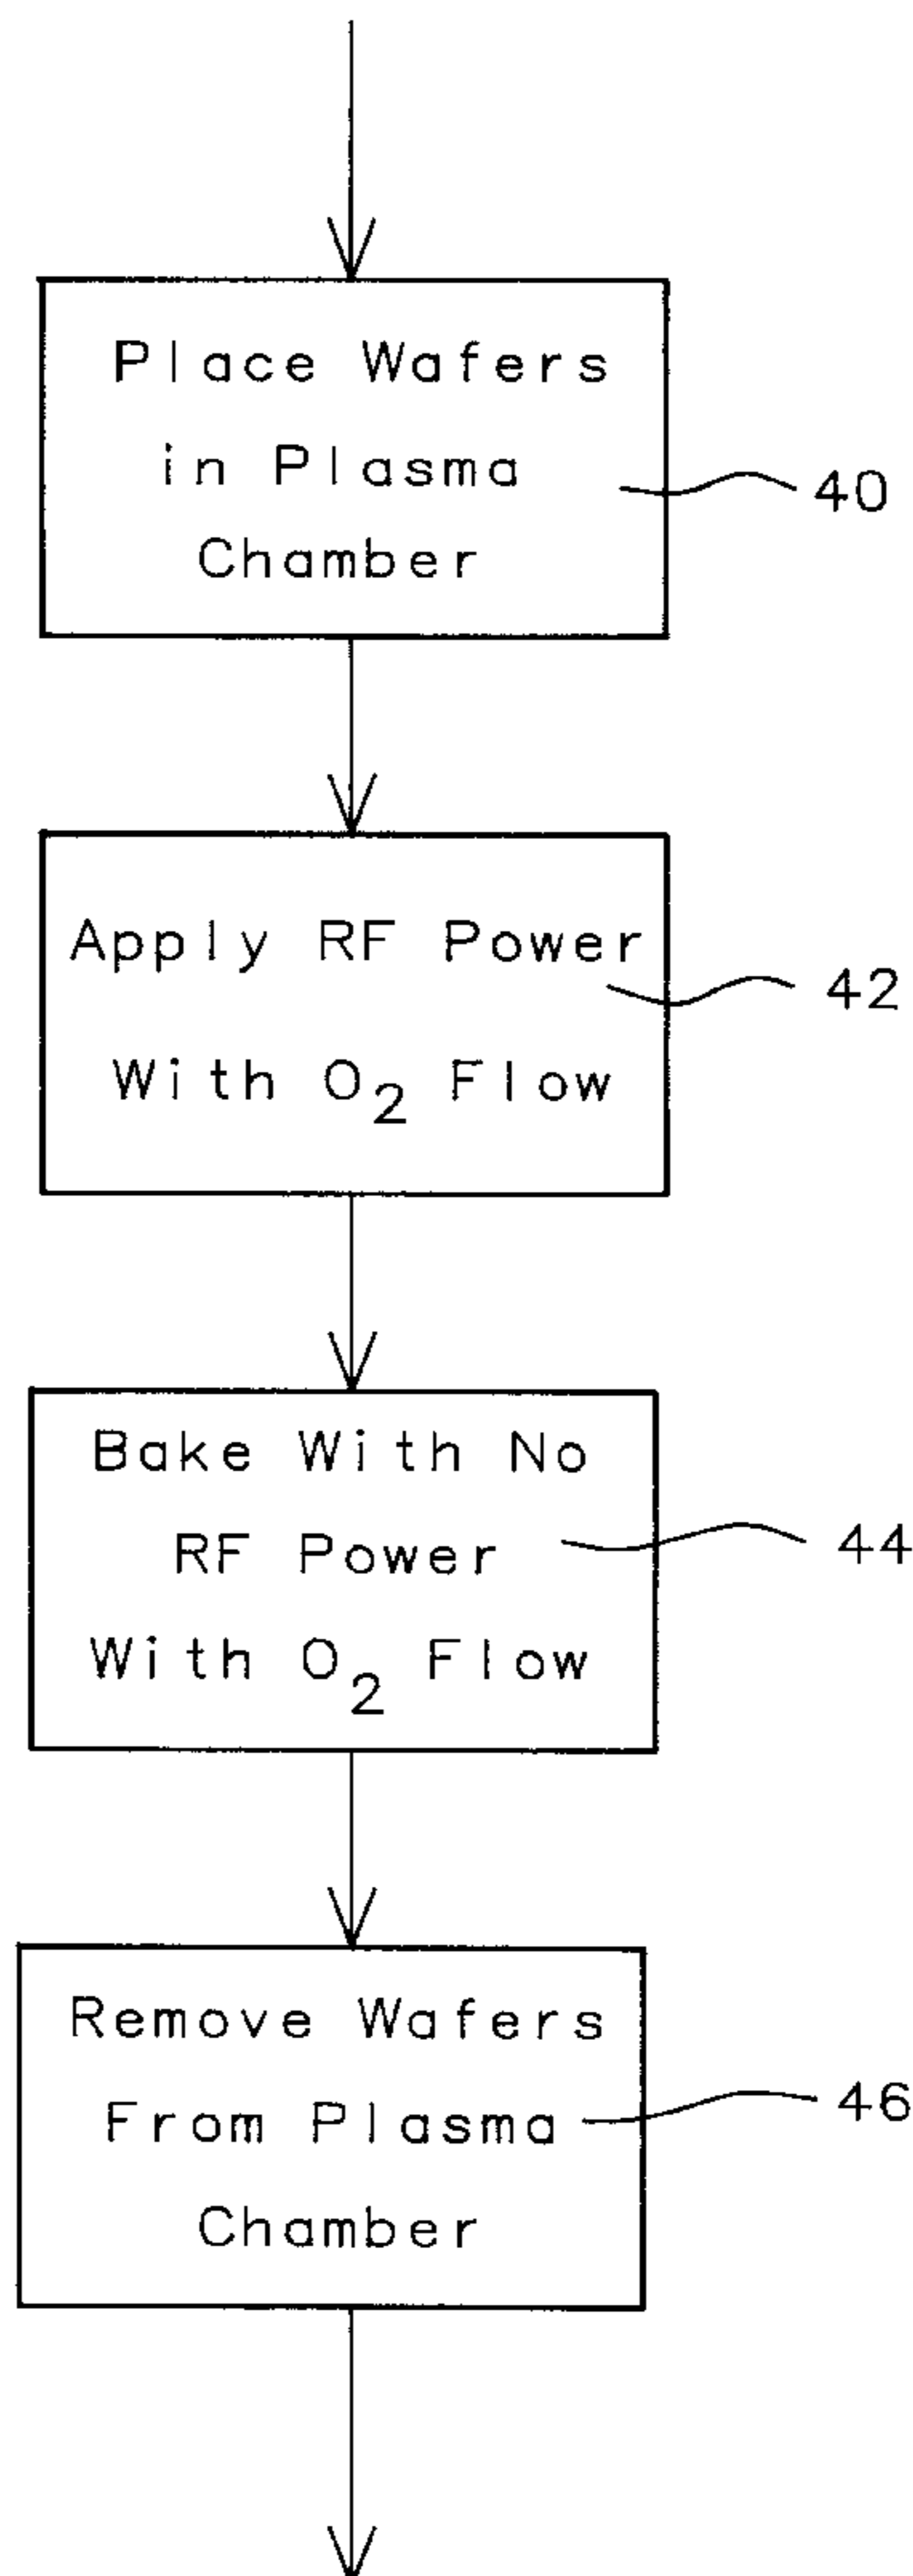 Place Wafers
in Plasma
Chamber
40
Apply RF Power
With O₂ Flow
42
Bake With No
RF Power
With O₂ Flow
44
Remove Wafers
From Plasma
Chamber
46